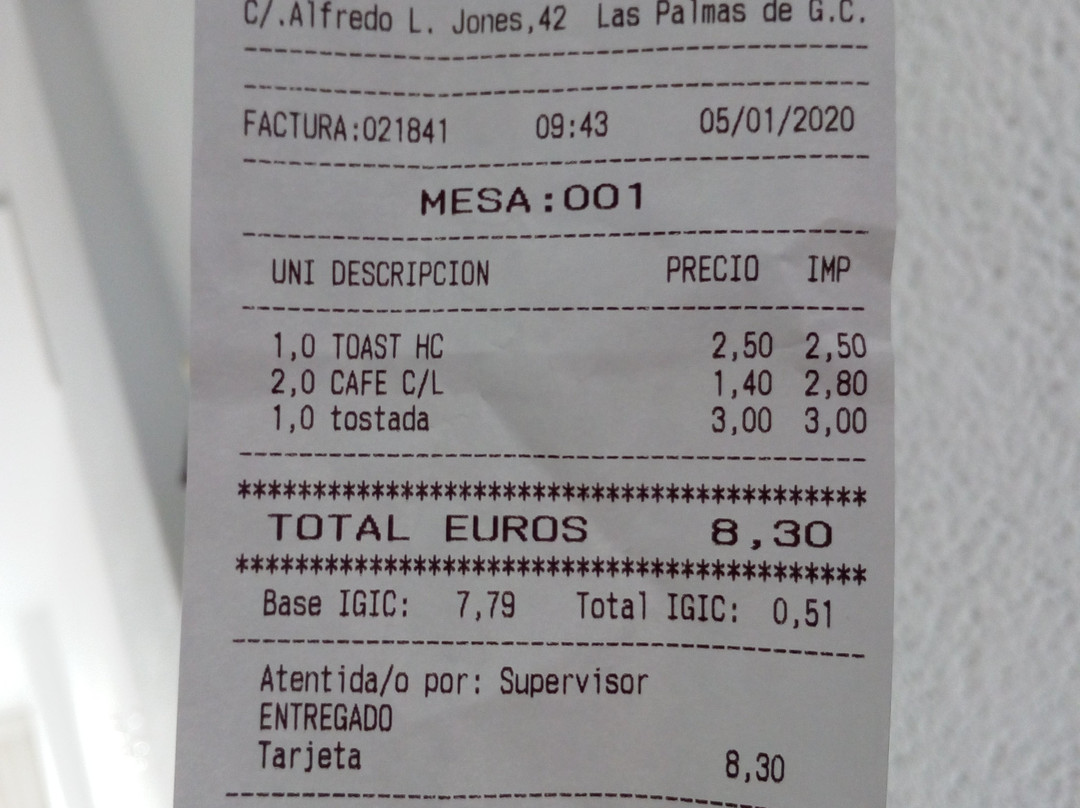 C/.Alfredo L. Jones,42 Las Palmas de G.C.
FACTURA:021841 09:43 05/01/2020
MESA:001
UNI DESCRIPCION PRECIO IMP
1,0 TOAST HC 2,50 2,50
2,0 CAFE C/L 1,40 2,80
1,0 tostada 3,00 3,00
*****************************************
TOTAL EUROS 8,30
*****************************************
Base IGIC: 7,79 Total IGIC: 0,51
Atentida/o por: Supervisor
ENTREGADO
Tarjeta 8,30